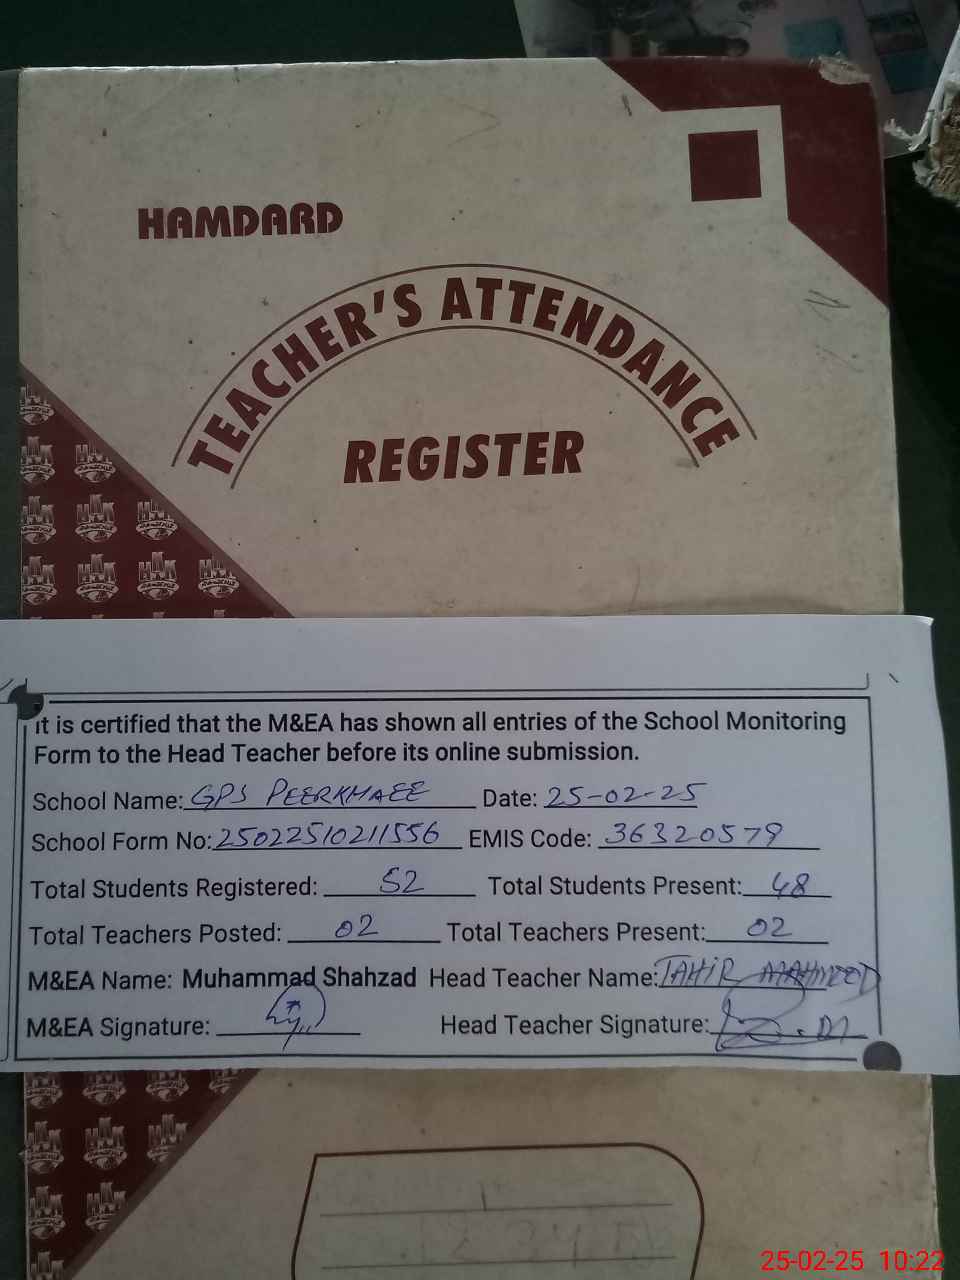 HAMDARD
TEACHER'S ATTENDANCE
REGISTER
It is certified that the M&EA has shown all entries of the School Monitoring
Form to the Head Teacher before its online submission.
School Name: GPS PEERKHAEE Date: 25-02-25
School Form No: 25022510211556 EMIS Code: 36320579
Total Students Registered: 52 Total Students Present: 48
Total Teachers Posted: 02 Total Teachers Present: 02
M&EA Name: Muhammad Shahzad Head Teacher Name: TAHIR MAHMOOD
M&EA Signature: Head Teacher Signature:
25-02-25 10:22